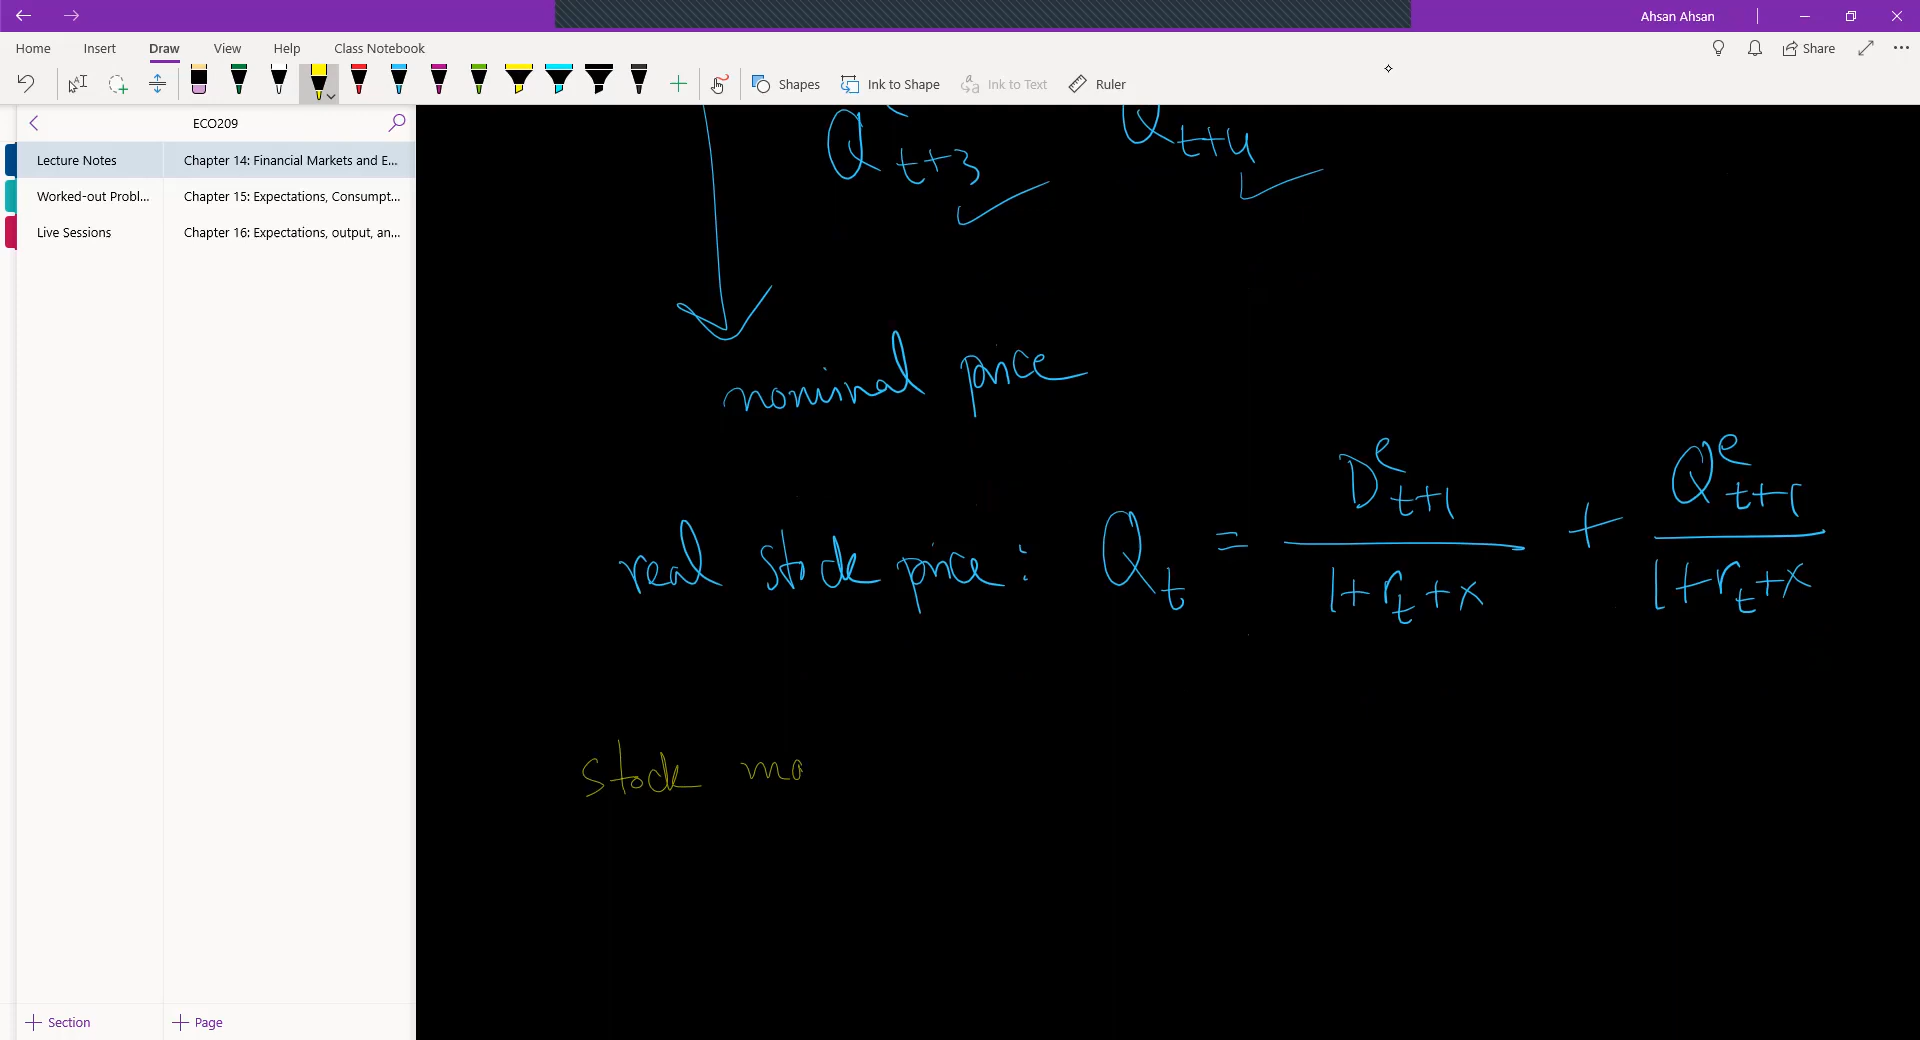 Ahsan Ahsan
Home Insert Draw View Help Class Notebook Share
Shapes Ink to Shape Ink to Text Ruler
ECO209
Lecture Notes Chapter 14: Financial Markets and E...
Worked-out Probl... Chapter 15: Expectations, Consumpt...
Live Sessions Chapter 16: Expectations, output, an...
Q t+3 Q t+4
nominal price
real stock price: Q_t = D^e_{t+1} / (1+r_t+x) + Q^e_{t+1} / (1+r_t+x)
stock ma
Section Page